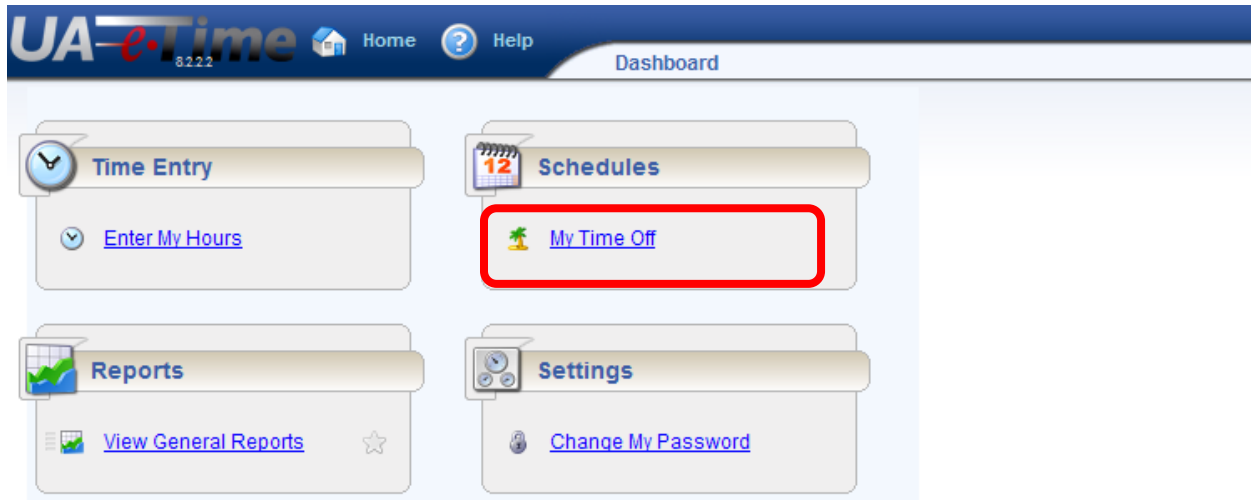 UA-e·Time
8.2.2.2
Home
Help
Dashboard
Time Entry
Enter My Hours
12
Schedules
My Time Off
Reports
View General Reports
Settings
Change My Password